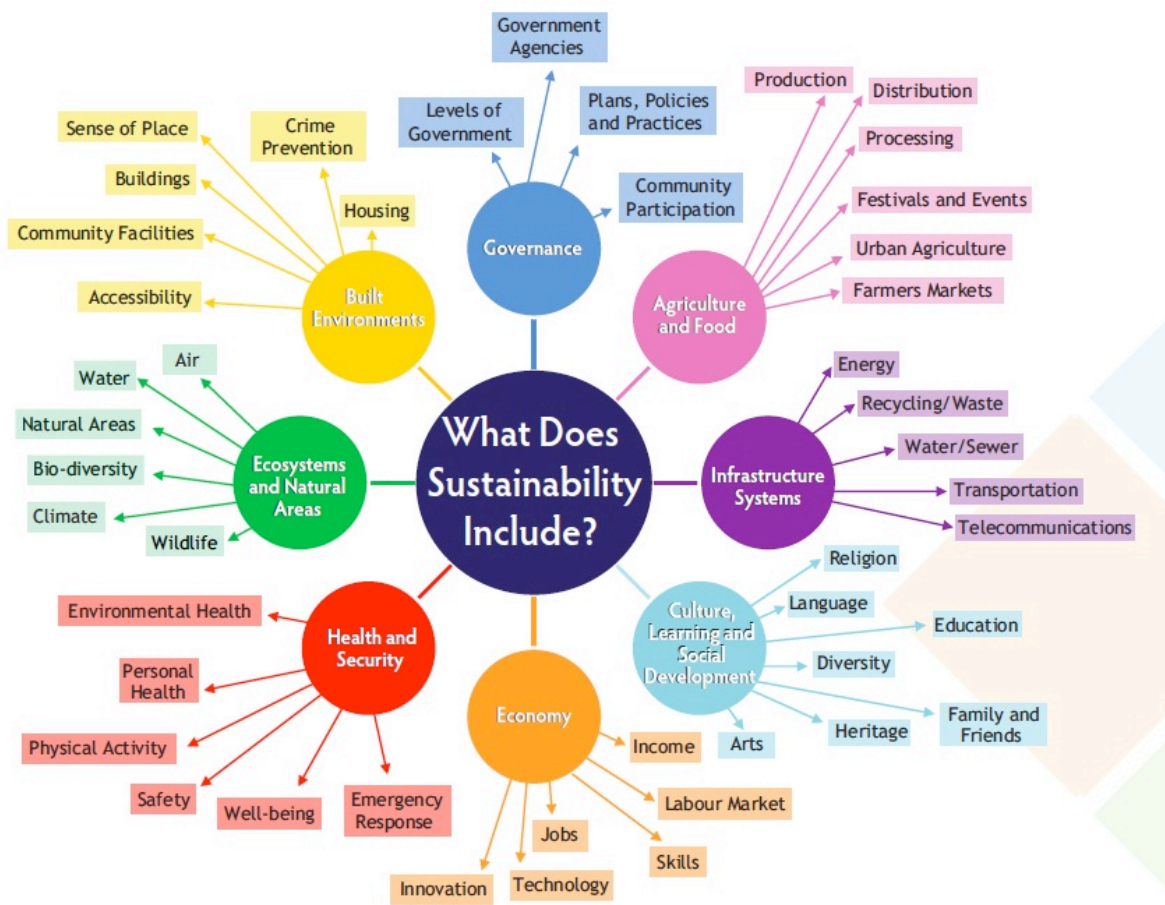 What Does
Sustainability
Include?
Governance
Government
Agencies
Levels of
Government
Plans, Policies
and Practices
Community
Participation
Agriculture
and Food
Production
Distribution
Processing
Festivals and Events
Urban Agriculture
Farmers Markets
Infrastructure
Systems
Energy
Recycling/Waste
Water/Sewer
Transportation
Telecommunications
Culture,
Learning and
Social
Development
Religion
Language
Education
Diversity
Family and
Friends
Heritage
Arts
Economy
Income
Labour Market
Skills
Jobs
Technology
Innovation
Health and
Security
Environmental Health
Personal
Health
Physical Activity
Safety
Well-being
Emergency
Response
Ecosystems
and Natural
Areas
Air
Water
Natural Areas
Bio-diversity
Climate
Wildlife
Built
Environments
Sense of Place
Crime
Prevention
Buildings
Housing
Community Facilities
Accessibility